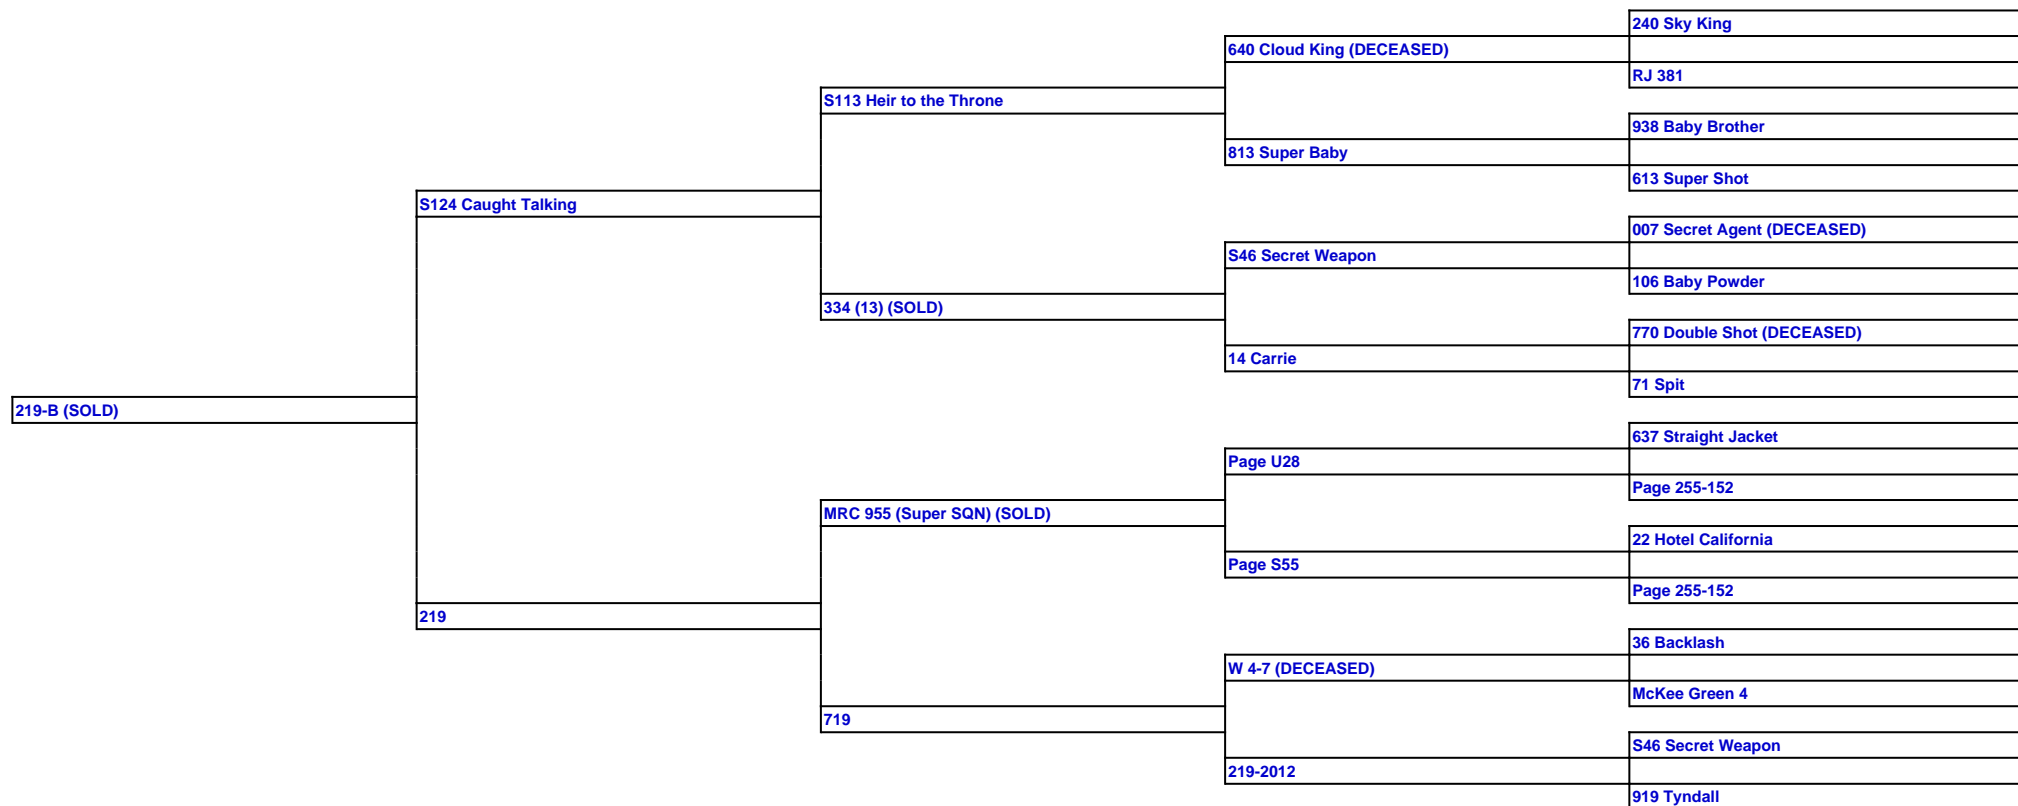 240 Sky King
640 Cloud King (DECEASED)
RJ 381
S113 Heir to the Throne
938 Baby Brother
813 Super Baby
613 Super Shot
S124 Caught Talking
007 Secret Agent (DECEASED)
S46 Secret Weapon
106 Baby Powder
334 (13) (SOLD)
770 Double Shot (DECEASED)
14 Carrie
71 Spit
219-B (SOLD)
637 Straight Jacket
Page U28
Page 255-152
MRC 955 (Super SQN) (SOLD)
22 Hotel California
Page S55
Page 255-152
219
36 Backlash
W 4-7 (DECEASED)
McKee Green 4
719
S46 Secret Weapon
219-2012
919 Tyndall